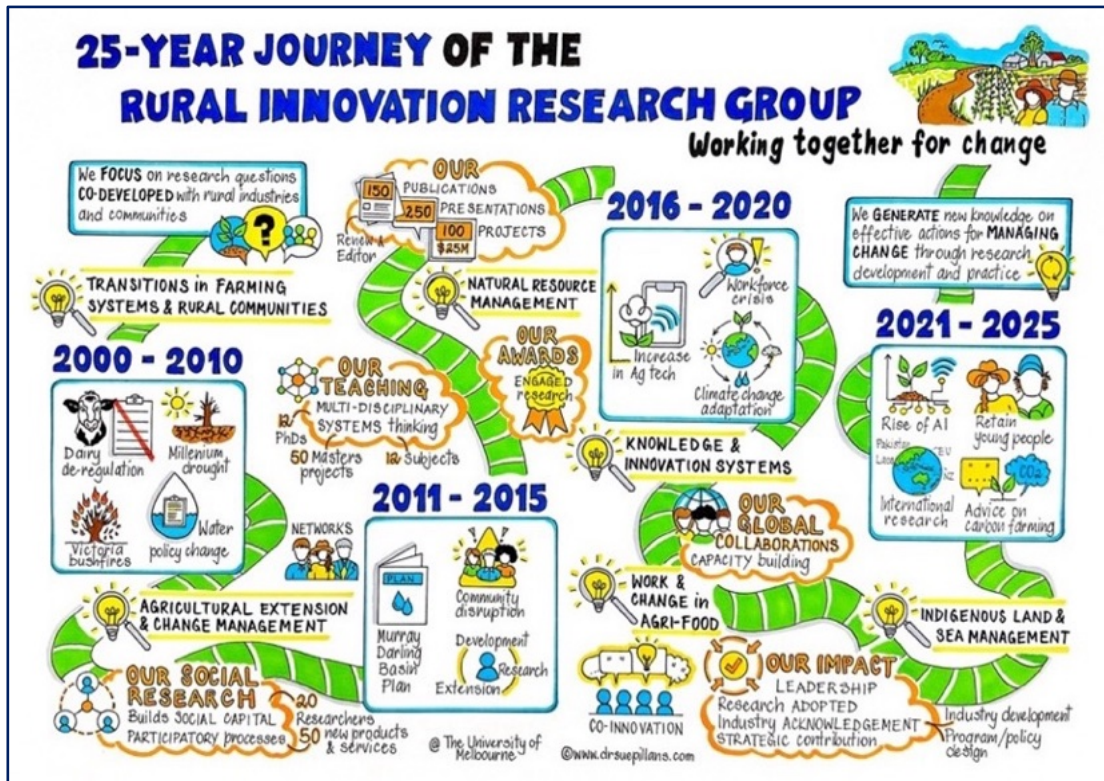 25-YEAR JOURNEY OF THE
RURAL INNOVATION RESEARCH GROUP
Working together for change
We FOCUS on research questions
CO-DEVELOPED with rural industries
and communities
?
TRANSITIONS in FARMING
SYSTEMS & RURAL COMMUNITIES
2000 - 2010
Dairy
de-regulation
Millenium
drought
Victoria
bushfires
Water
policy change
NETWORKS
AGRICULTURAL EXTENSION
& CHANGE MANAGEMENT
OUR SOCIAL
RESEARCH
Builds SOCIAL CAPITAL
PARTICIPATORY processes
20
Researchers
50 new products
& services
OUR
PUBLICATIONS
PRESENTATIONS
PROJECTS
150
250
100
$25M
Editor
NATURAL RESOURCE
MANAGEMENT
OUR
TEACHING
MULTI-DISCIPLINARY
SYSTEMS thinking
12
PhDs
50 Masters
projects
12 Subjects
OUR
AWARDS
ENGAGED
research
2011 - 2015
PLAN
Murray
Darling
Basin
Plan
Community
disruption
Development
Research
Extension
@ The University of
Melbourne
2016 - 2020
Workforce
crisis
Increase
in Ag tech
Climate change
adaptation
KNOWLEDGE &
INNOVATION SYSTEMS
OUR
GLOBAL
COLLABORATIONS
CAPACITY building
WORK &
CHANGE in
AGRI-FOOD
CO-INNOVATION
©www.drsuepillans.com
We GENERATE new knowledge on
effective actions for MANAGING
CHANGE through research
development and practice
2021 - 2025
Rise of AI
Retain
young people
Pakistan
Laos
EU
NZ
International
research
CO2
Advice on
carbon farming
INDIGENOUS LAND &
SEA MANAGEMENT
OUR IMPACT
LEADERSHIP
Research ADOPTED
Industry ACKNOWLEDGEMENT
STRATEGIC contribution
Industry development
Program/policy
design